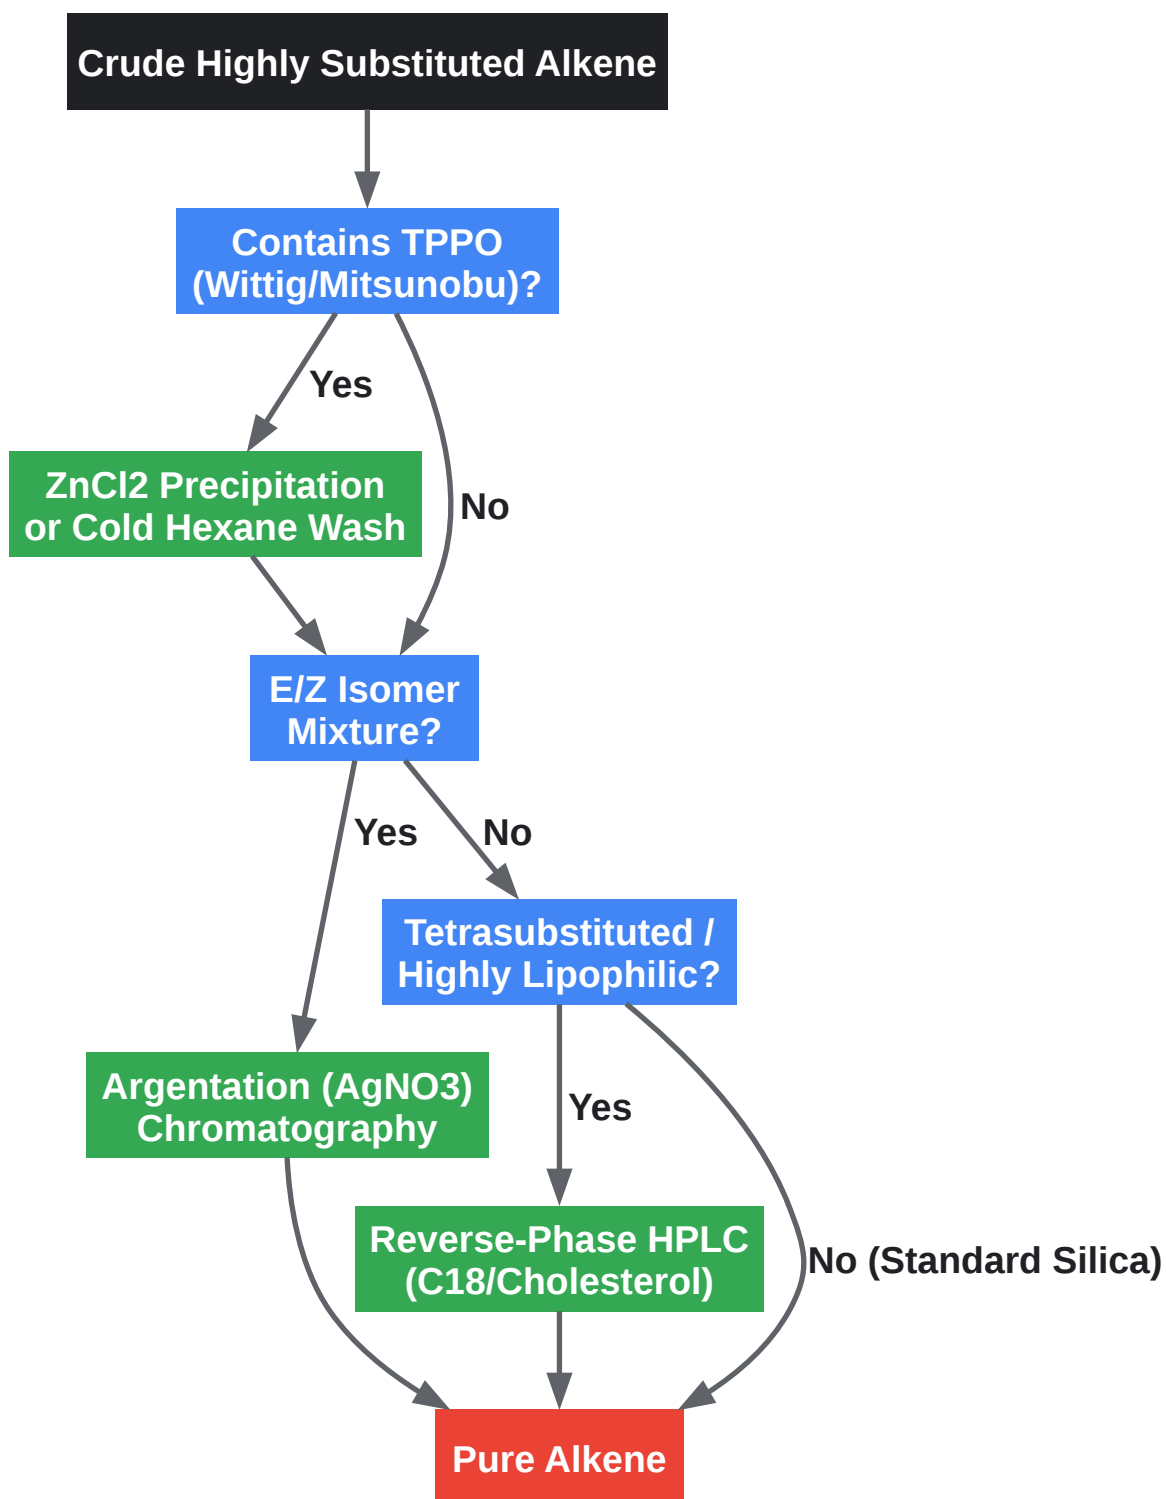 Crude Highly Substituted Alkene
Contains TPPO
(Wittig/Mitsunobu)?
Yes
ZnCl2 Precipitation
or Cold Hexane Wash
No
E/Z Isomer
Mixture?
Yes
No
Tetrasubstituted /
Highly Lipophilic?
Argentation (AgNO3)
Chromatography
Yes
Reverse-Phase HPLC
(C18/Cholesterol)
No (Standard Silica)
Pure Alkene